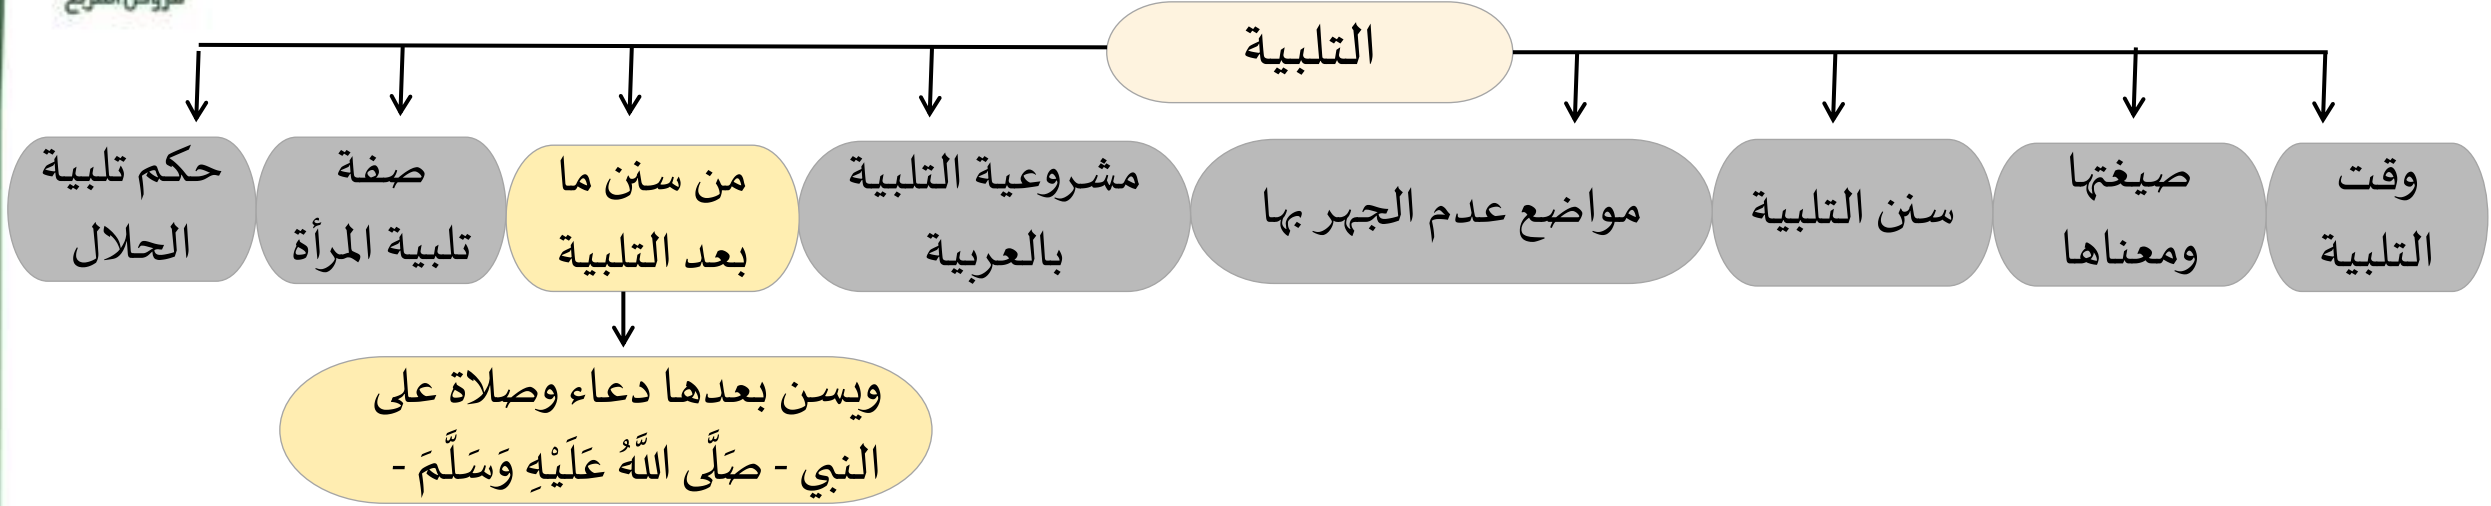 التلبية
وقت
التلبية
صيغتها
ومعناها
سنن التلبية
مواضع عدم الجهر بها
مشروعية التلبية
بالعربية
من سنن ما
بعد التلبية
صفة
تلبية المرأة
حكم تلبية
الحلال
ويسن بعدها دعاء وصلاة على
النبي - صَلَّى اللَّهُ عَلَيْهِ وَسَلَّمَ -